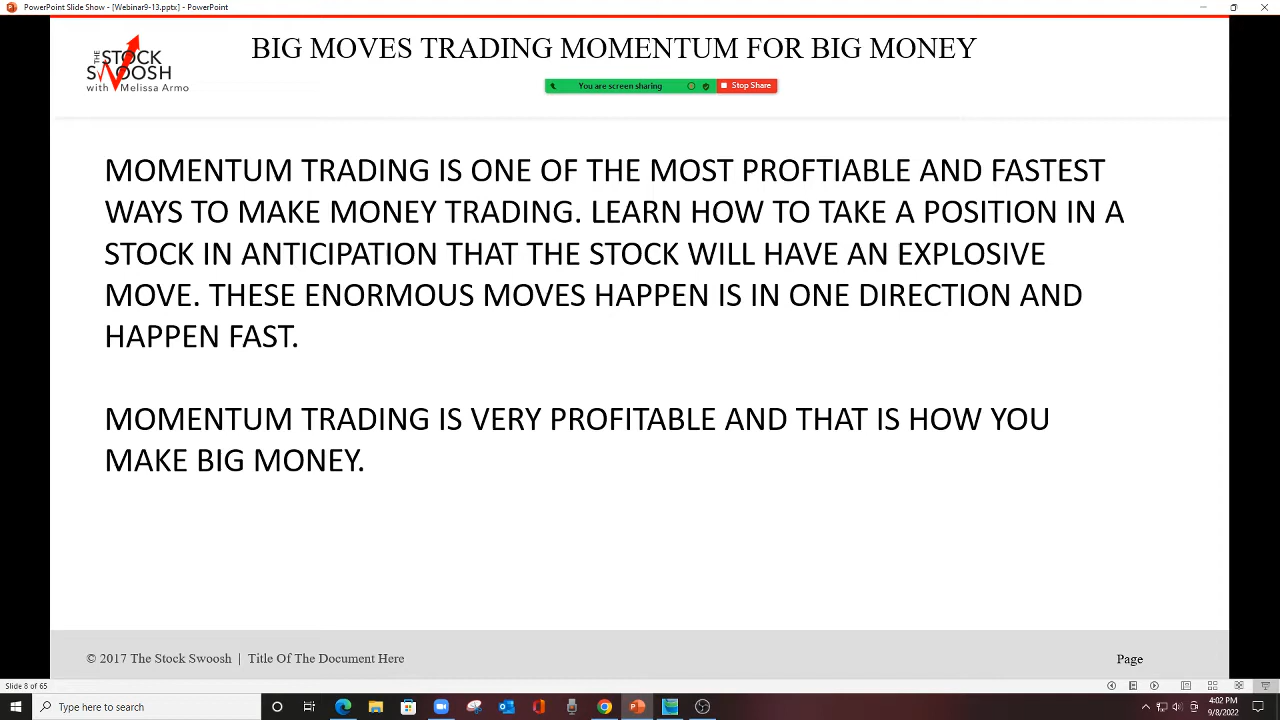 PowerPoint Slide Show - [Webinar9-13.pptx] - PowerPoint
THE
STOCK
SWOOSH
with Melissa Armo
BIG MOVES TRADING MOMENTUM FOR BIG MONEY
You are screen sharing
Stop Share
MOMENTUM TRADING IS ONE OF THE MOST PROFTIABLE AND FASTEST
WAYS TO MAKE MONEY TRADING. LEARN HOW TO TAKE A POSITION IN A
STOCK IN ANTICIPATION THAT THE STOCK WILL HAVE AN EXPLOSIVE
MOVE. THESE ENORMOUS MOVES HAPPEN IS IN ONE DIRECTION AND
HAPPEN FAST.
MOMENTUM TRADING IS VERY PROFITABLE AND THAT IS HOW YOU
MAKE BIG MONEY.
© 2017 The Stock Swoosh | Title Of The Document Here
Page
Slide 8 of 65
Type here to search
4:02 PM
9/8/2022